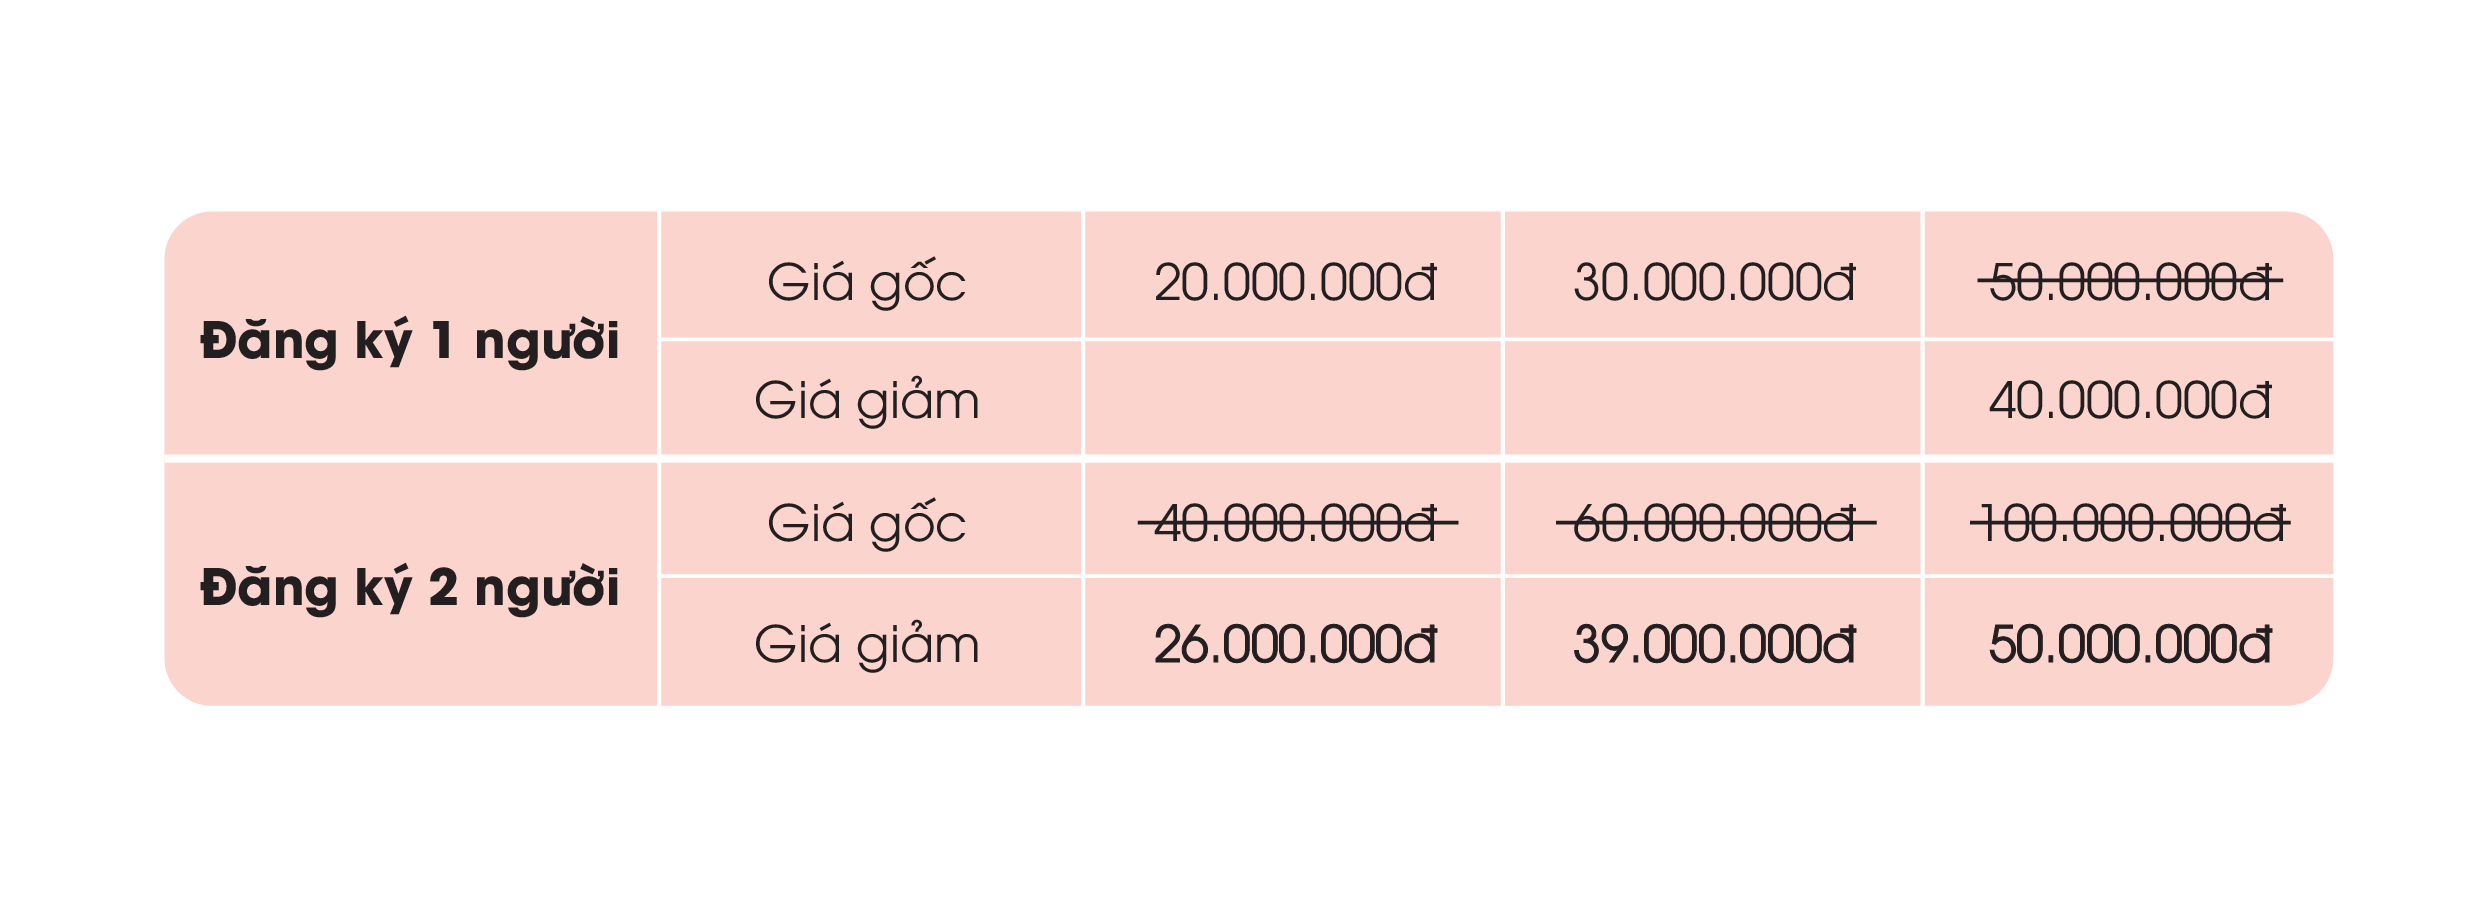 Đăng ký 1 người
Giá gốc 20.000.000đ 30.000.000đ 50.000.000đ
Giá giảm 40.000.000đ
Đăng ký 2 người
Giá gốc 40.000.000đ 60.000.000đ 100.000.000đ
Giá giảm 26.000.000đ 39.000.000đ 50.000.000đ